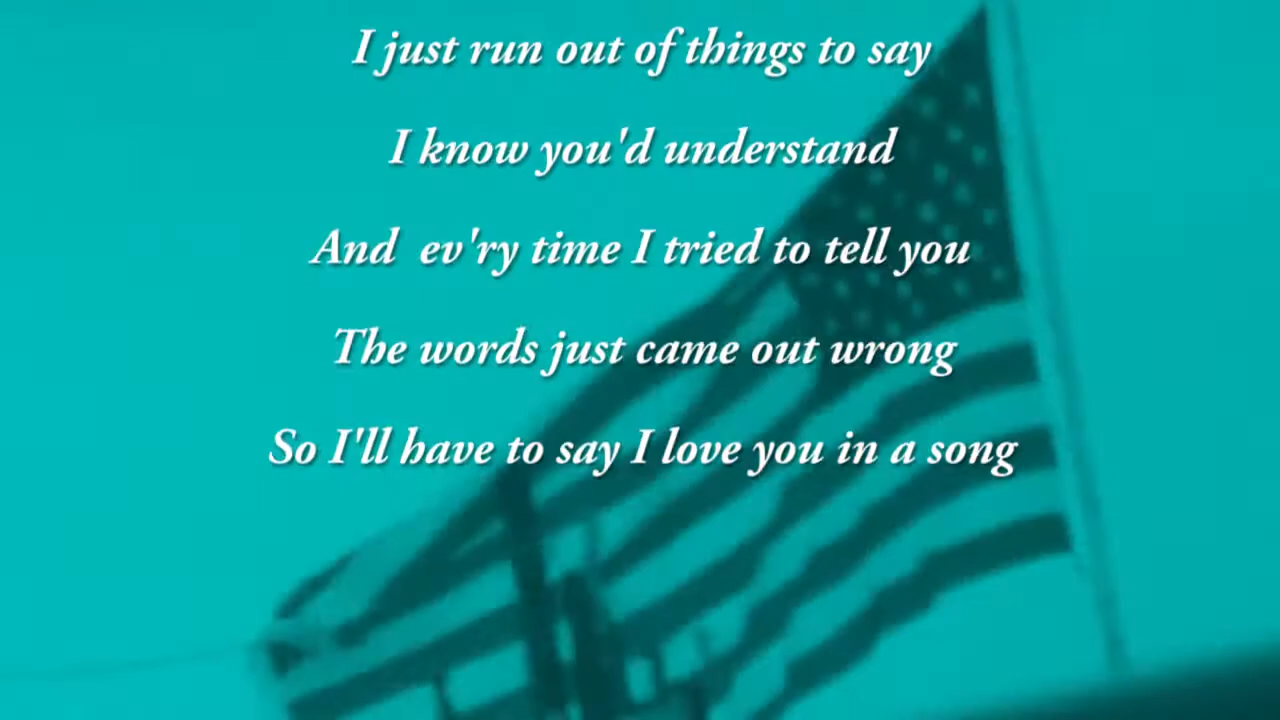 I just run out of things to say
I know you'd understand
And  ev'ry time I tried to tell you
The words just came out wrong
So I'll have to say I love you in a song